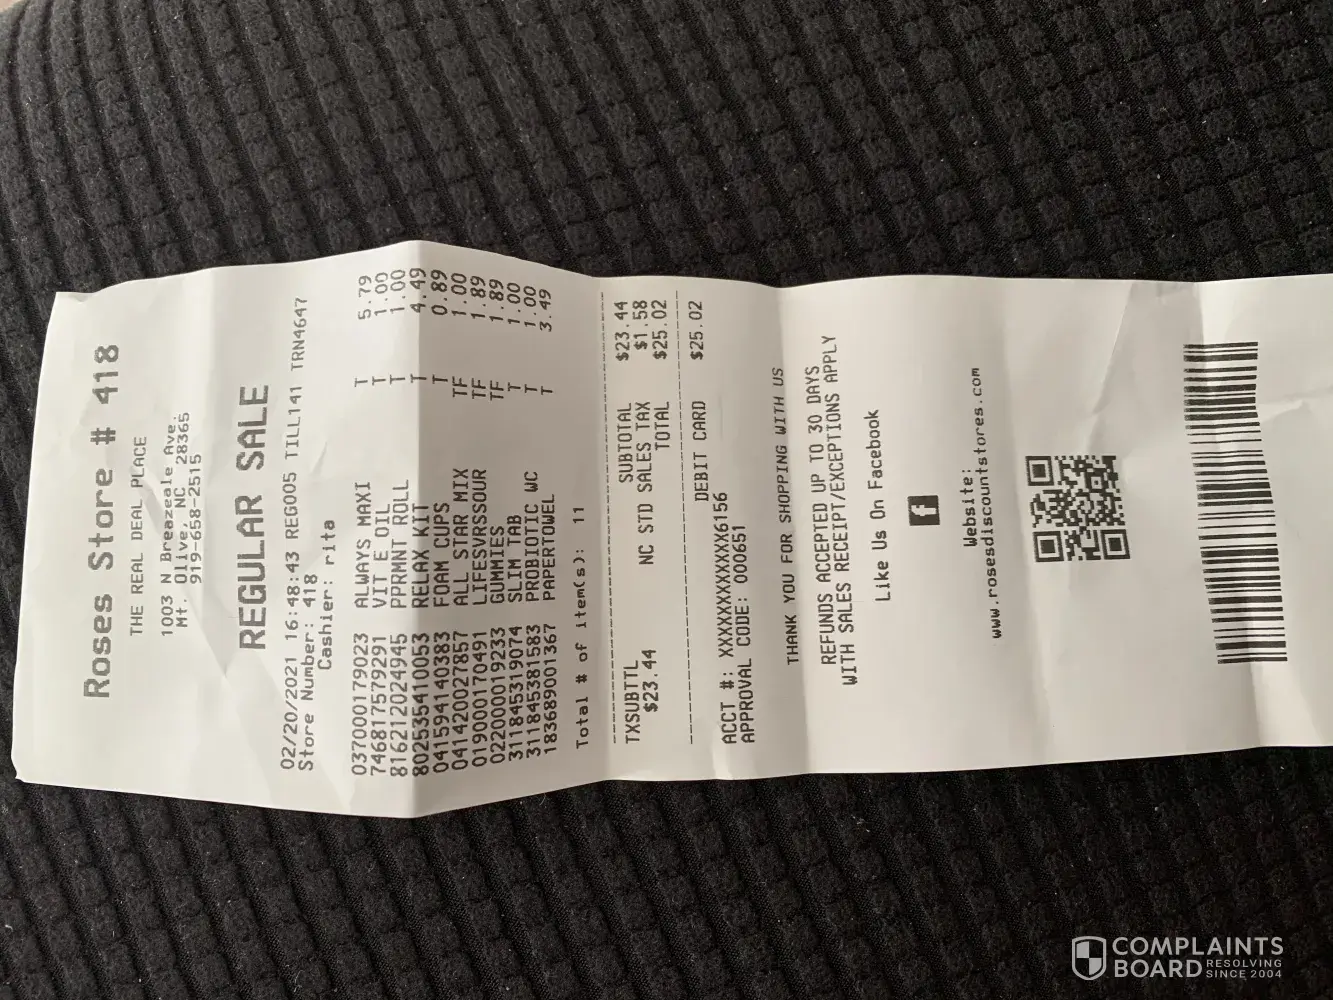 Roses Store # 418
THE REAL DEAL PLACE
1003 N Breazeale Ave.
Mt. Olive, NC 28365
919-658-2515
REGULAR SALE
02/20/2021 16:48:43 REG005 TILL141 TRN4647
Store Number: 418
Cashier: rita
037000179023 ALWAYS MAXI T 5.79
746817579291 VIT E OIL T 1.00
816212024945 PPRMNT ROLL T 1.00
802535410053 RELAX KIT T 4.49
041594140383 FOAM CUPS T 0.89
041420027857 ALL STAR MIX TF 1.00
019000170491 LIFESVRSSOUR TF 1.89
022000019233 GUMMIES TF 1.89
311845319074 SLIM TAB T 1.00
311845381583 PROBIOTIC WC T 1.00
183689001367 PAPERTOWEL T 3.49
Total # of item(s): 11
SUBTOTAL $23.44
TXSUBTTL NC STD SALES TAX $1.58
$23.44 TOTAL $25.02
DEBIT CARD $25.02
ACCT #: XXXXXXXXXXXX6156
APPROVAL CODE: 000651
THANK YOU FOR SHOPPING WITH US
REFUNDS ACCEPTED UP TO 30 DAYS
WITH SALES RECEIPT/EXCEPTIONS APPLY
Like Us On Facebook
f
Website:
www.rosesdiscountstores.com
COMPLAINTS
BOARD RESOLVING
SINCE 2004